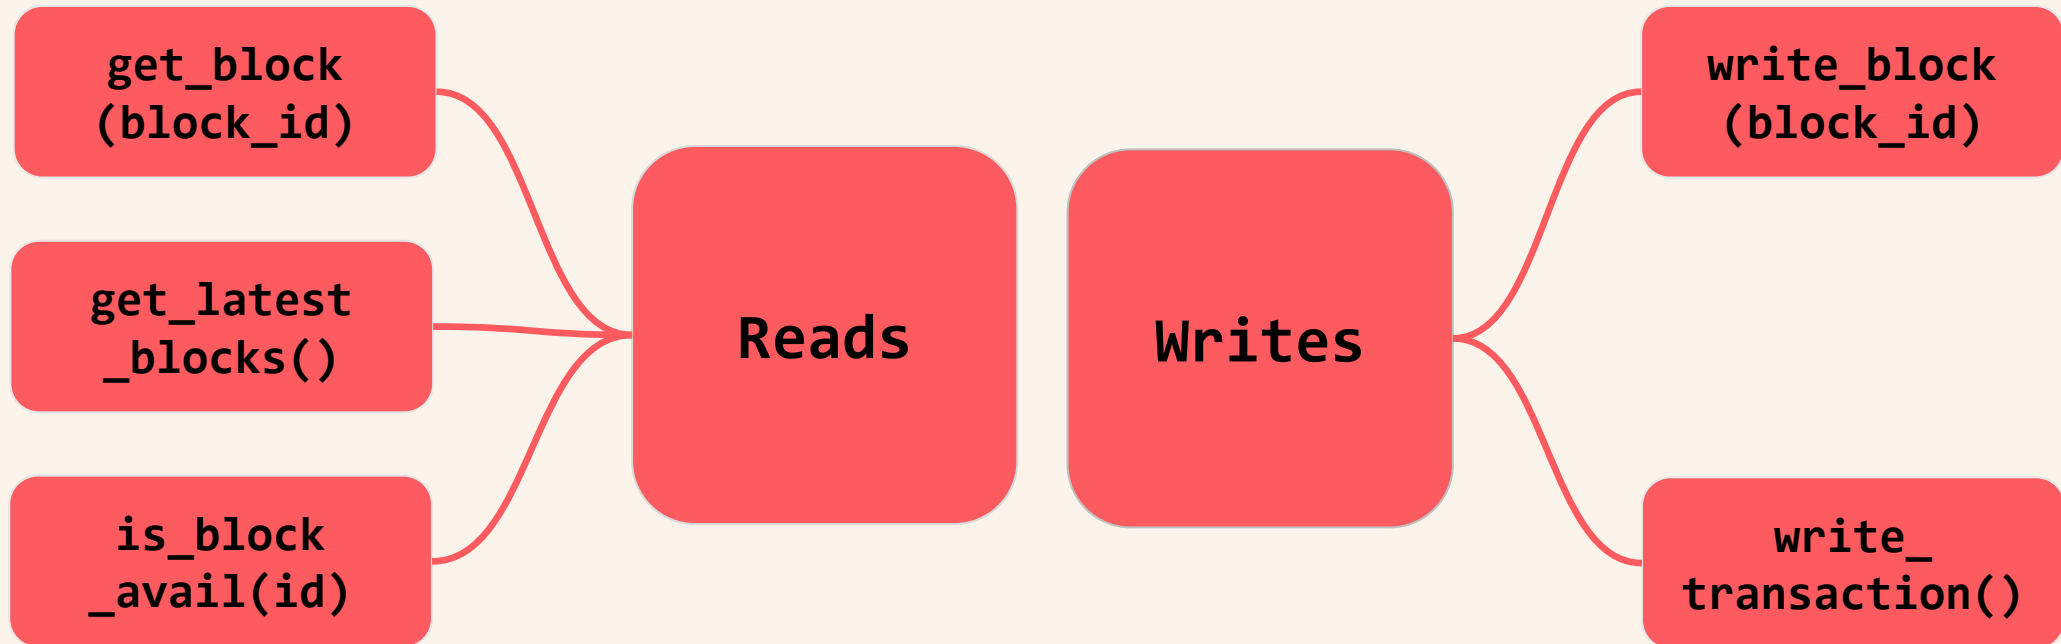 get_block
(block_id)
get_latest
_blocks()
is_block
_avail(id)
Reads
Writes
write_block
(block_id)
write_
transaction()